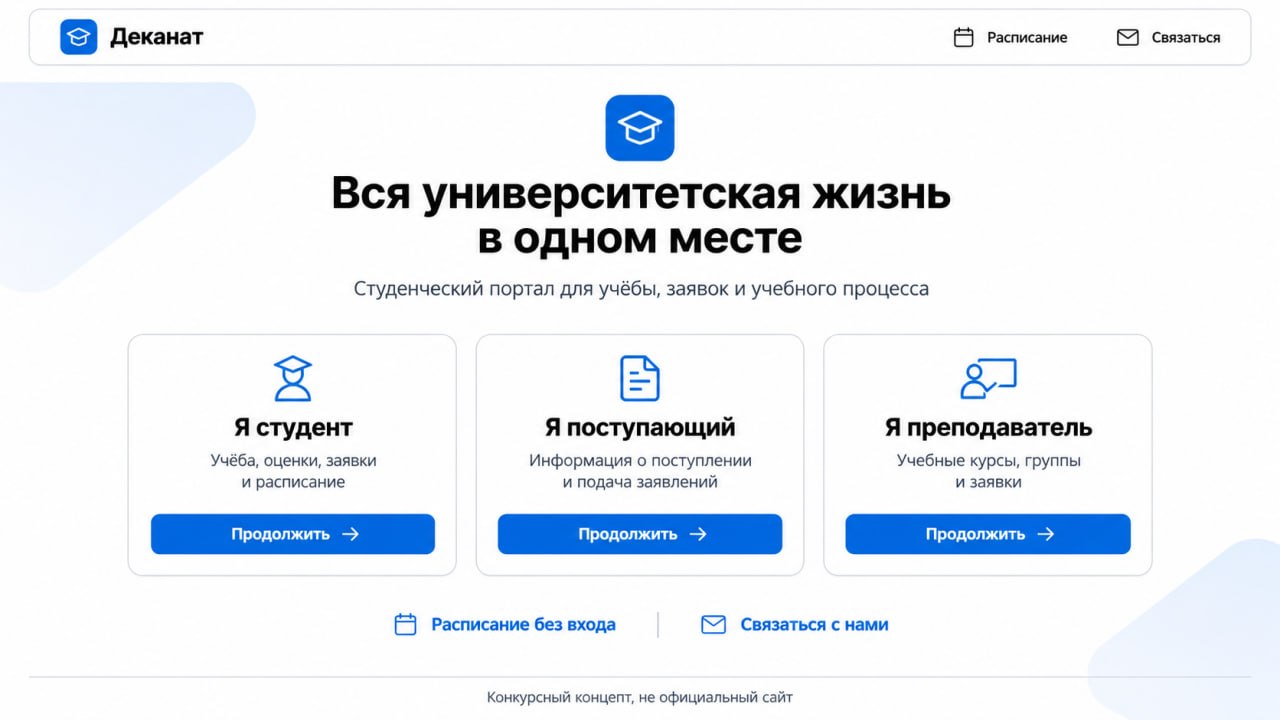 Деканат
Расписание
Связаться
Вся университетская жизнь
в одном месте
Студенческий портал для учёбы, заявок и учебного процесса
Я студент
Учёба, оценки, заявки
и расписание
Продолжить
Я поступающий
Информация о поступлении
и подача заявлений
Продолжить
Я преподаватель
Учебные курсы, группы
и заявки
Продолжить
Расписание без входа
Связаться с нами
Конкурсный концепт, не официальный сайт